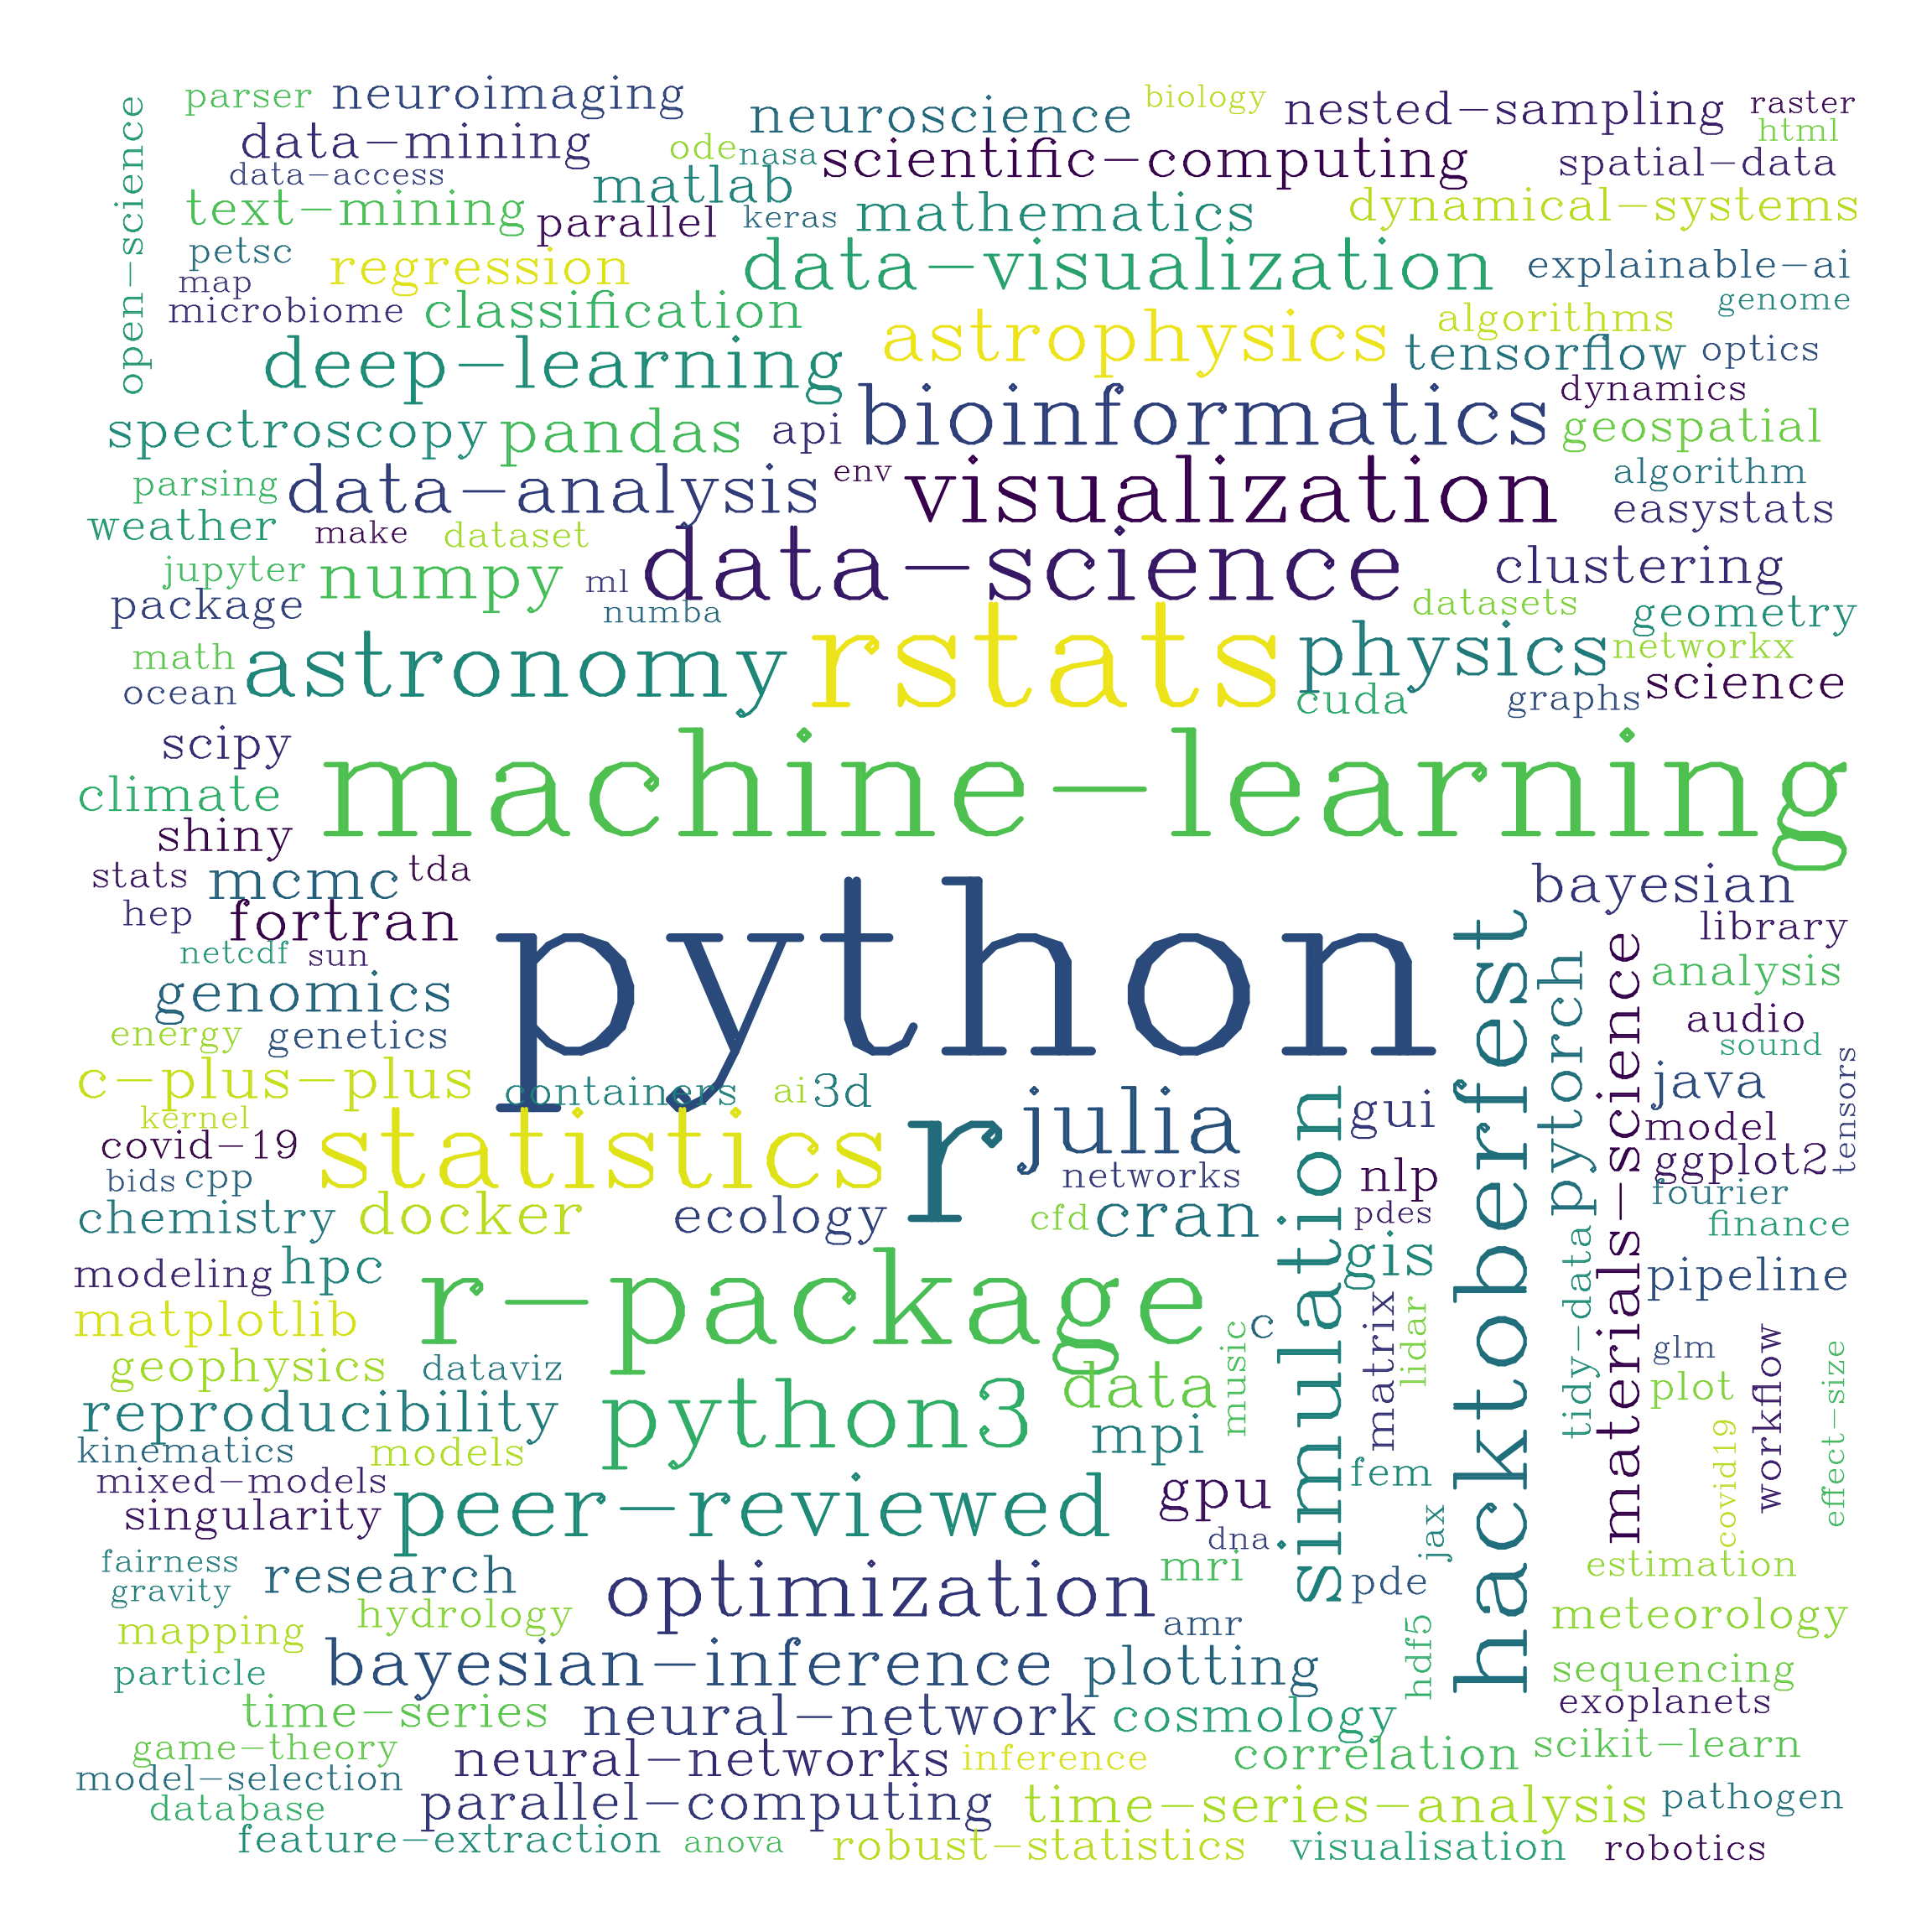 parser
neuroimaging
neuroscience
biology
nested-sampling
raster
html
open-science
data-mining
ode
nasa
scientific-computing
spatial-data
data-access
matlab
text-mining
parallel
keras
mathematics
dynamical-systems
petsc
map
regression
data-visualization
explainable-ai
genome
microbiome
classification
astrophysics
algorithms
deep-learning
tensorflow
optics
dynamics
spectroscopy
pandas
api
bioinformatics
geospatial
parsing
data-analysis
env
visualization
algorithm
easystats
weather
make
dataset
data-science
clustering
jupyter
numpy
ml
package
numba
datasets
geometry
math
astronomy
rstats
physics
networkx
ocean
cuda
graphs
science
scipy
machine-learning
climate
shiny
stats
mcmc
tda
bayesian
hep
fortran
python
library
netcdf
sun
hacktoberfest
pytorch
materials-science
analysis
genomics
energy
genetics
audio
sound
c-plus-plus
containers
ai
3d
java
tensors
kernel
statistics
r
julia
simulation
gui
model
covid-19
bids
cpp
networks
nlp
ggplot2
fourier
chemistry
docker
ecology
cfd
cran
pdes
finance
modeling
hpc
r-package
gis
tidy-data
pipeline
matplotlib
c
matrix
lidar
glm
geophysics
dataviz
data
music
plot
workflow
effect-size
reproducibility
python3
mpi
kinematics
models
covid19
mixed-models
peer-reviewed
gpu
fem
singularity
dna
jax
fairness
research
optimization
mri
pde
estimation
gravity
hydrology
amr
hdf5
meteorology
mapping
bayesian-inference
plotting
sequencing
particle
exoplanets
time-series
neural-network
cosmology
game-theory
neural-networks
inference
correlation
scikit-learn
model-selection
parallel-computing
time-series-analysis
pathogen
database
feature-extraction
anova
robust-statistics
visualisation
robotics